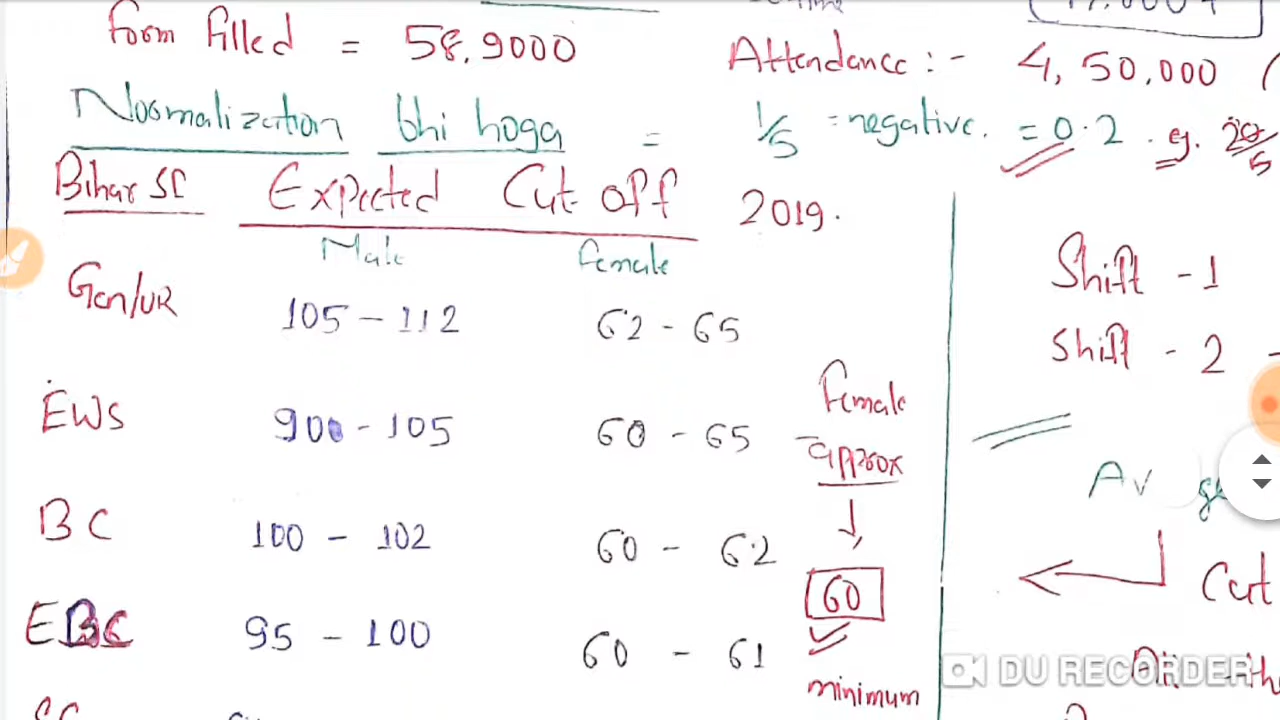 Form Filled = 58,9000
Attendance :- 4,50,000 (
Normalization bhi hoga = 1/5 = negative. = 0.2 . eg. 20/5
Bihar SI Expected Cut off 2019.
Male Female
Gen/UR 105 - 112 62 - 65
EWS 900 - 105 60 - 65
BC 100 - 102 60 - 62
EBC 95 - 100 60 - 61
SC
Female
approx
60
minimum
Shift - 1
Shift - 2
Cut
DU RECORDER